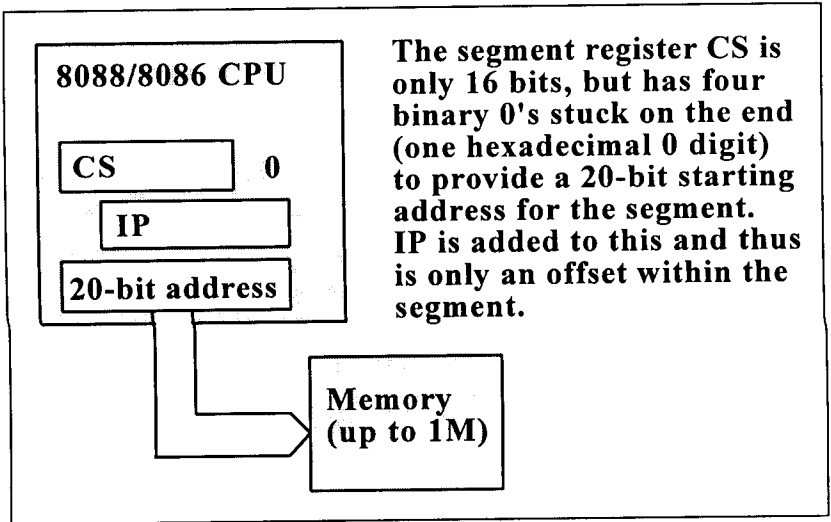 8088/8086 CPU
CS 0
IP
20-bit address
The segment register CS is
only 16 bits, but has four
binary 0's stuck on the end
(one hexadecimal 0 digit)
to provide a 20-bit starting
address for the segment.
IP is added to this and thus
is only an offset within the
segment.
Memory
(up to 1M)